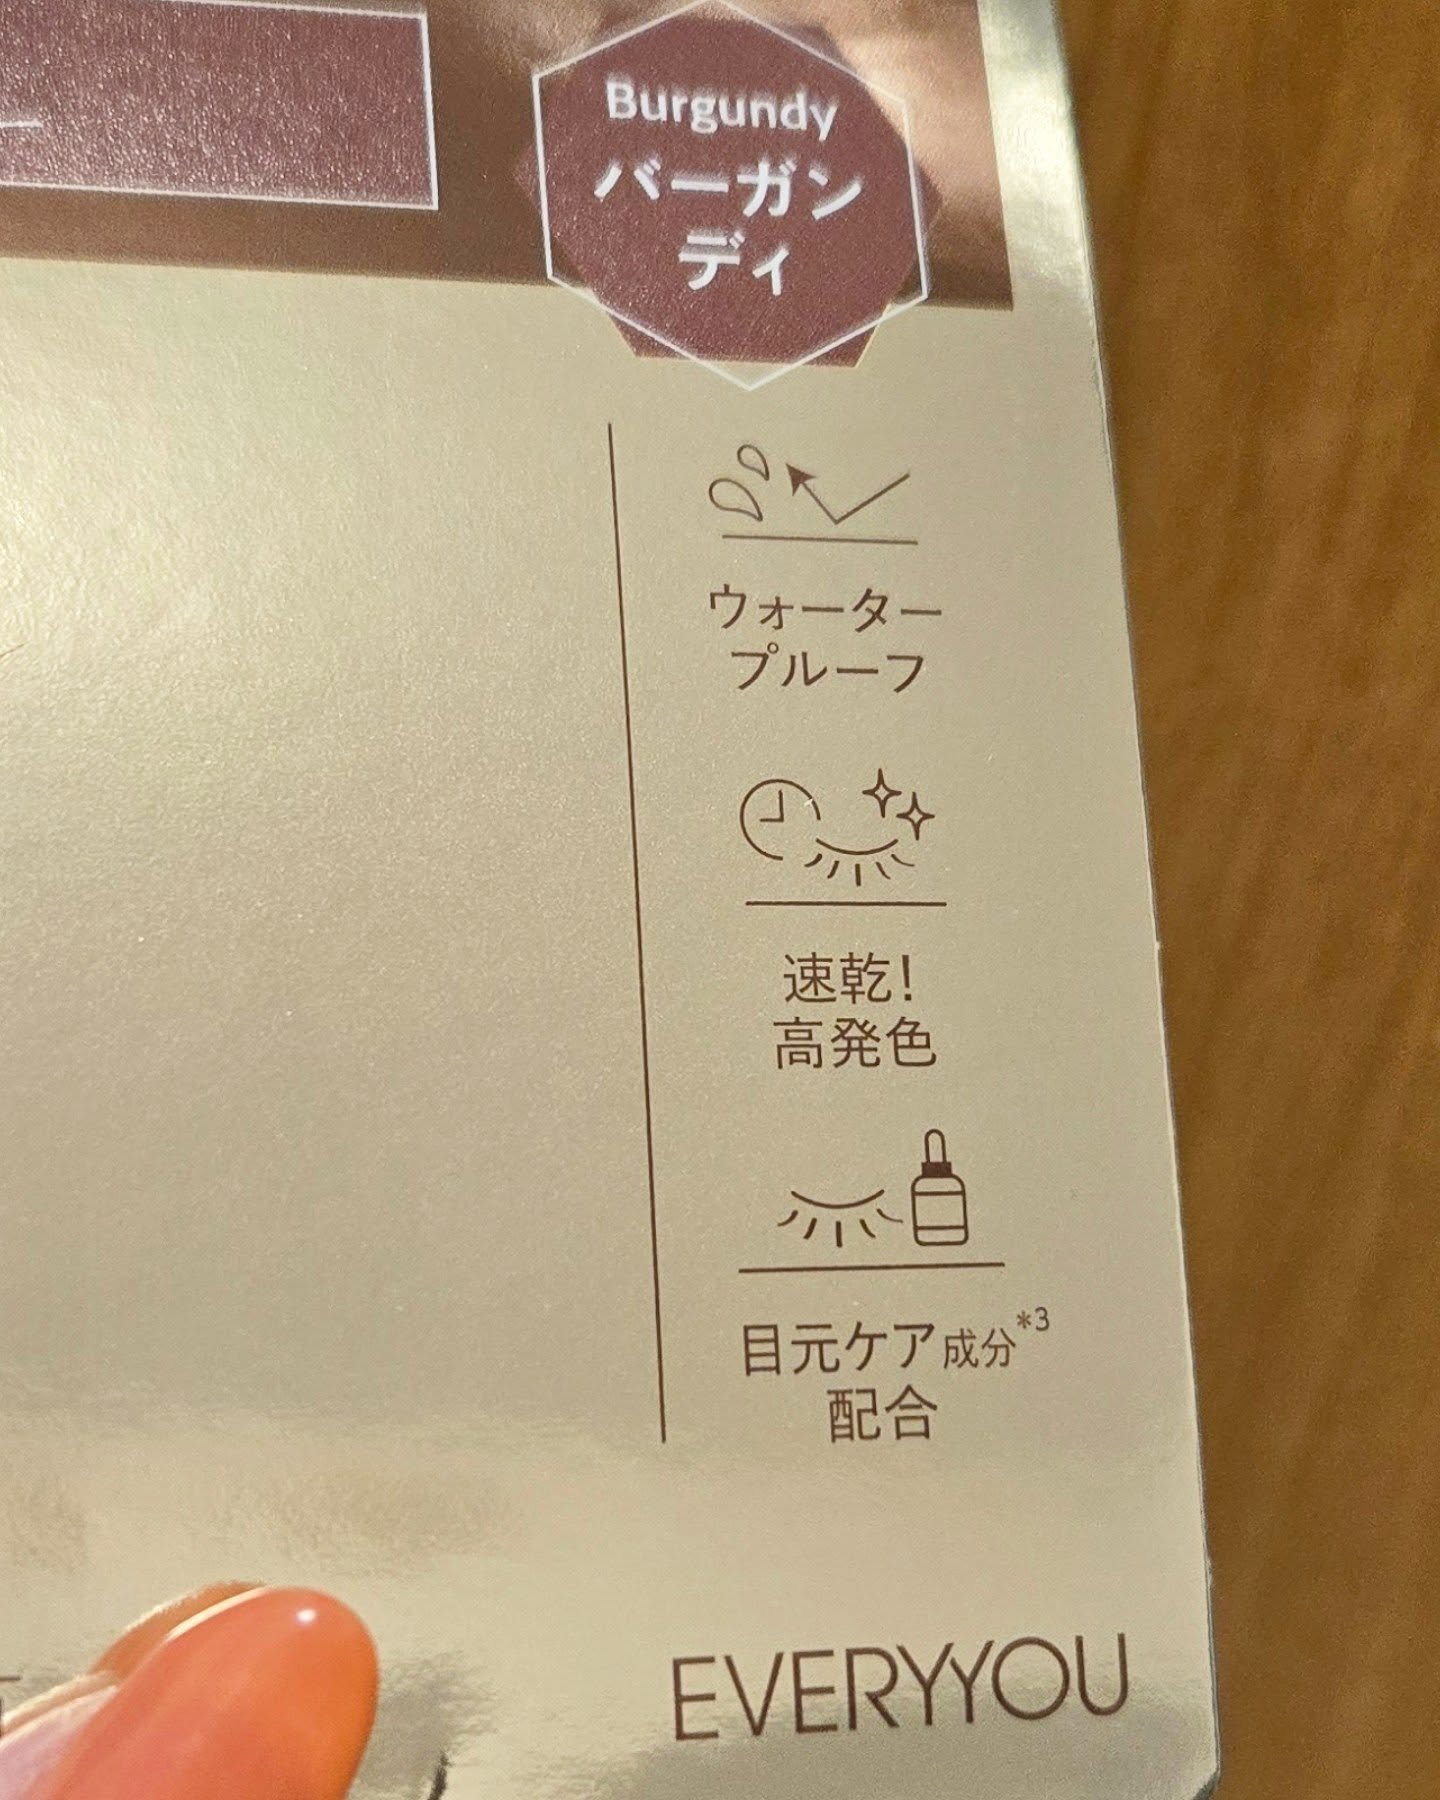 Burgundy
バーガン
ディ
ウォーター
プルーフ
速乾!
高発色
目元ケア成分*3
配合
EVERYYOU